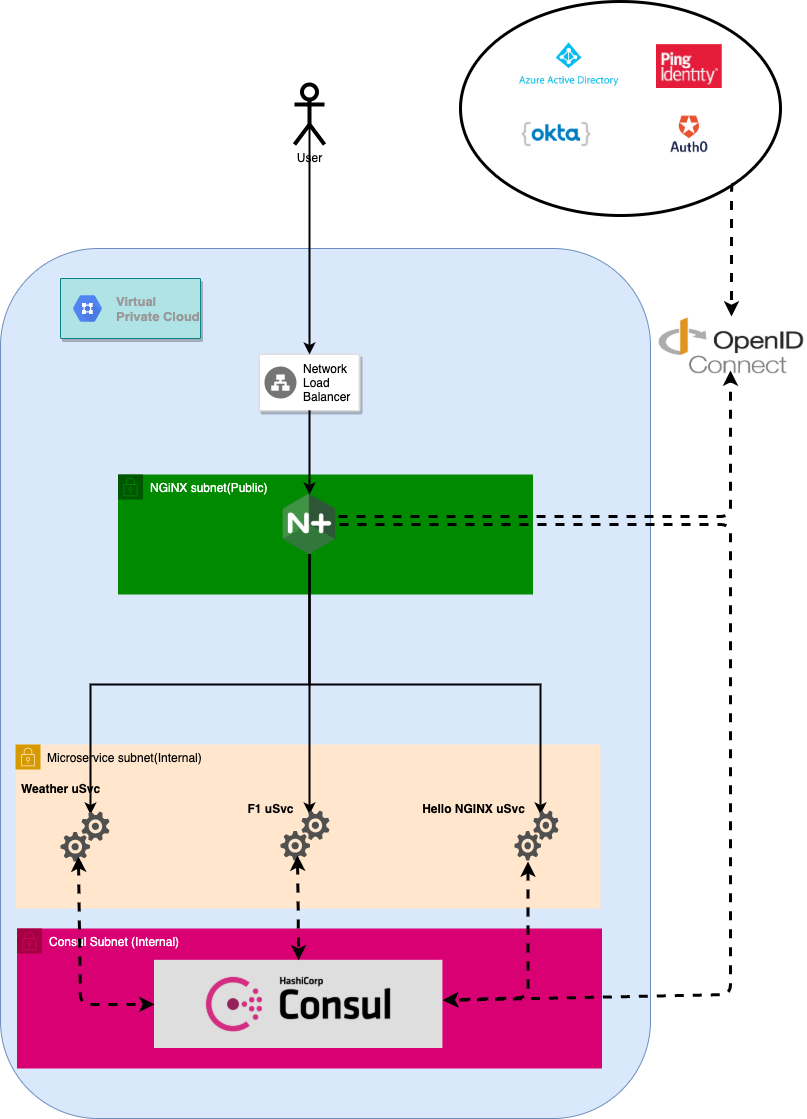 Azure Active Directory
Ping
Identity™
{okta}
Auth0
User
Virtual
Private Cloud
OpenID
Connect
Network
Load
Balancer
NGiNX subnet(Public)
N+
Microservice subnet(Internal)
Weather uSvc
F1 uSvc
Hello NGINX uSvc
Consul Subnet (Internal)
HashiCorp
Consul